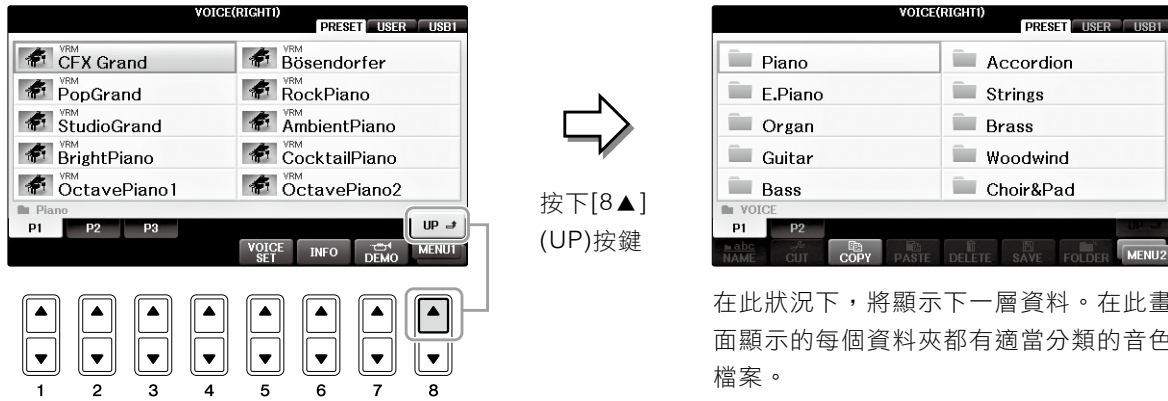 VOICE(RIGHT1)
PRESET USER USB1
VRM
CFX Grand
VRM
Bösendorfer
VRM
PopGrand
VRM
RockPiano
VRM
StudioGrand
VRM
AmbientPiano
VRM
BrightPiano
VRM
CocktailPiano
VRM
OctavePiano1
VRM
OctavePiano2
Piano
P1 P2 P3 UP
VOICE SET INFO DEMO MENU1
1 2 3 4 5 6 7 8
按下[8▲]
(UP)按鍵
VOICE(RIGHT1)
PRESET USER USB1
Piano Accordion
E.Piano Strings
Organ Brass
Guitar Woodwind
Bass Choir&Pad
VOICE
P1 P2 UP
abc NAME CUT COPY PASTE DELETE SAVE FOLDER MENU2
在此狀況下，將顯示下一層資料。在此畫
面顯示的每個資料夾都有適當分類的音色
檔案。